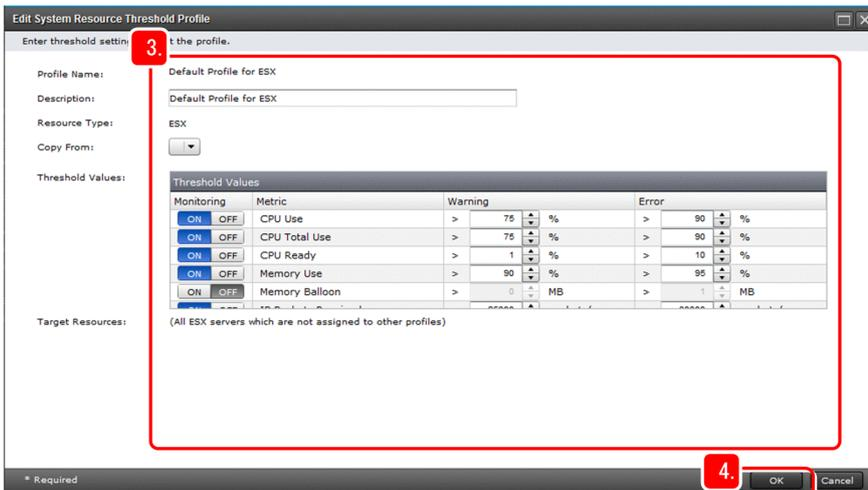 Edit System Resource Threshold Profile
Enter threshold setting t the profile.
3.
Profile Name: Default Profile for ESX
Description: Default Profile for ESX
Resource Type: ESX
Copy From:
Threshold Values: Threshold Values
Monitoring Metric Warning Error
ON OFF CPU Use > 75 % > 90 %
ON OFF CPU Total Use > 75 % > 90 %
ON OFF CPU Ready > 1 % > 10 %
ON OFF Memory Use > 90 % > 95 %
ON OFF Memory Balloon > 0 MB > 1 MB
Target Resources: (All ESX servers which are not assigned to other profiles)
4.
* Required OK Cancel